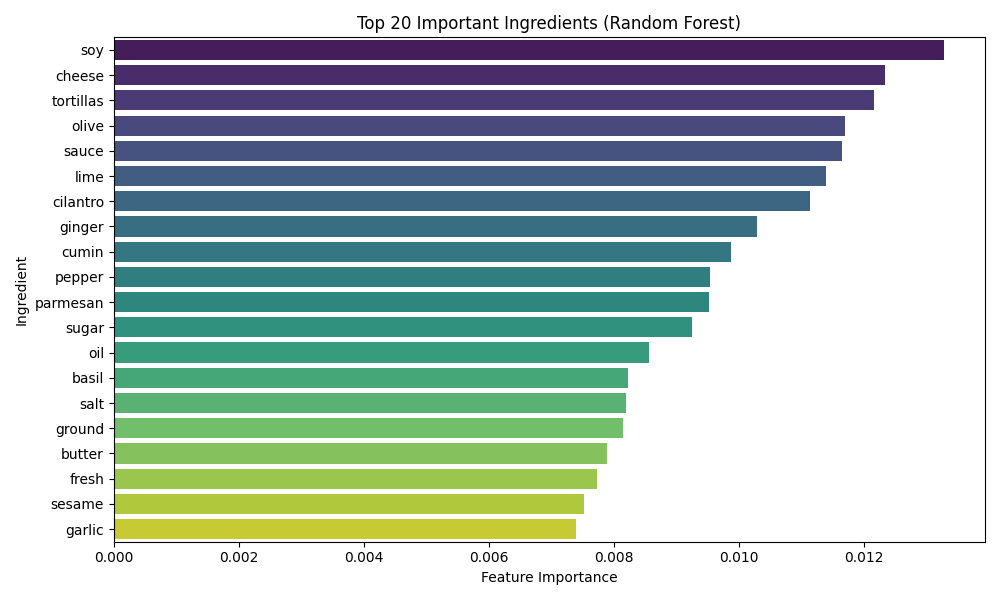 Top 20 Important Ingredients (Random Forest)
soy
cheese
tortillas
olive
sauce
lime
cilantro
ginger
cumin
pepper
parmesan
sugar
oil
basil
salt
ground
butter
fresh
sesame
garlic
Ingredient
0.000 0.002 0.004 0.006 0.008 0.010 0.012
Feature Importance